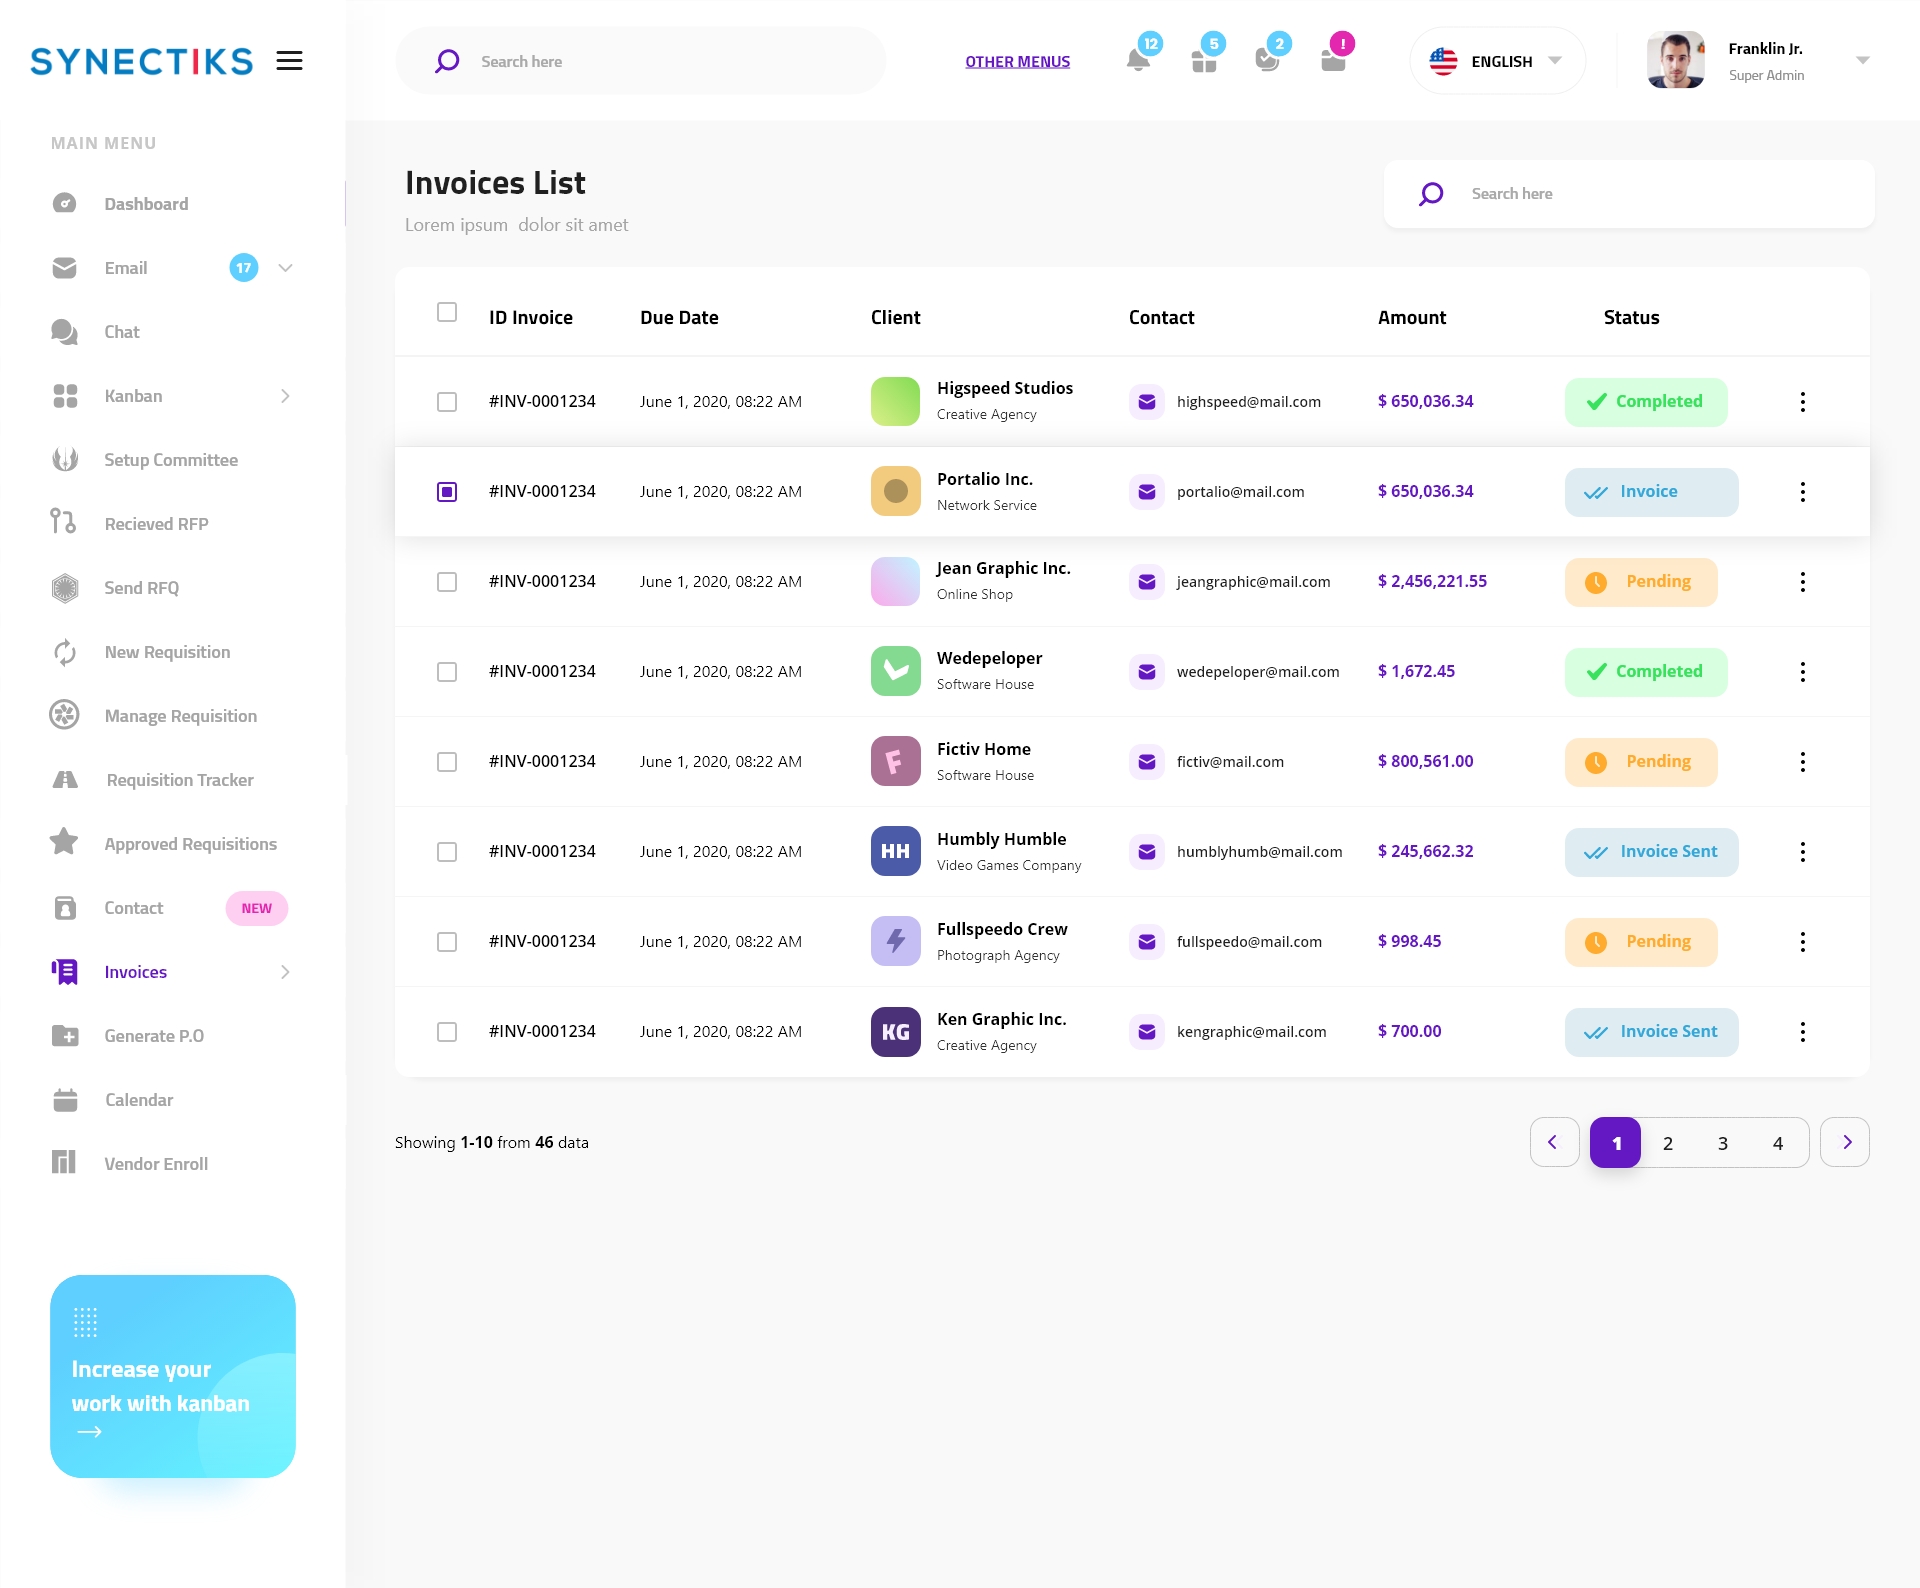 SYNECTIKS
Search here
OTHER MENUS
12
5
2
!
ENGLISH
Franklin Jr.
Super Admin
MAIN MENU
Dashboard
Email 17
Chat
Kanban
Setup Committee
Recieved RFP
Send RFQ
New Requisition
Manage Requisition
Requisition Tracker
Approved Requisitions
Contact NEW
Invoices
Generate P.O
Calendar
Vendor Enroll
Increase your
work with kanban
Invoices List
Lorem ipsum  dolor sit amet
Search here
ID Invoice Due Date Client Contact Amount Status
#INV-0001234 June 1, 2020, 08:22 AM Higspeed Studios highspeed@mail.com $ 650,036.34 Completed
Creative Agency
#INV-0001234 June 1, 2020, 08:22 AM Portalio Inc. portalio@mail.com $ 650,036.34 Invoice
Network Service
#INV-0001234 June 1, 2020, 08:22 AM Jean Graphic Inc. jeangraphic@mail.com $ 2,456,221.55 Pending
Online Shop
#INV-0001234 June 1, 2020, 08:22 AM Wedepeloper wedepeloper@mail.com $ 1,672.45 Completed
Software House
#INV-0001234 June 1, 2020, 08:22 AM F Fictiv Home fictiv@mail.com $ 800,561.00 Pending
Software House
#INV-0001234 June 1, 2020, 08:22 AM HH Humbly Humble humblyhumb@mail.com $ 245,662.32 Invoice Sent
Video Games Company
#INV-0001234 June 1, 2020, 08:22 AM Fullspeedo Crew fullspeedo@mail.com $ 998.45 Pending
Photograph Agency
#INV-0001234 June 1, 2020, 08:22 AM KG Ken Graphic Inc. kengraphic@mail.com $ 700.00 Invoice Sent
Creative Agency
Showing 1-10 from 46 data
1 2 3 4